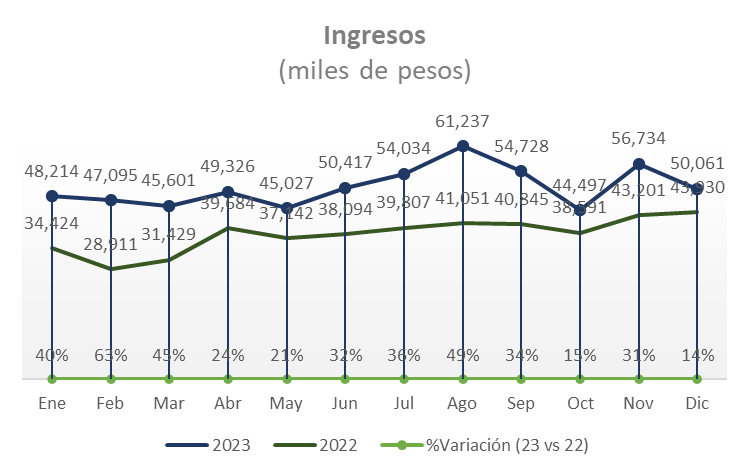 Ingresos
(miles de pesos)
61,237
56,734
54,034 54,728
50,417 50,061
48,214 47,095 45,601 49,326 45,027 44,497
34,424 28,911 31,429 39,684 37,142 38,094 39,807 41,051 40,845 38,591 43,201 43,930
40% 63% 45% 24% 21% 32% 36% 49% 34% 15% 31% 14%
Ene Feb Mar Abr May Jun Jul Ago Sep Oct Nov Dic
2023 2022 %Variación (23 vs 22)